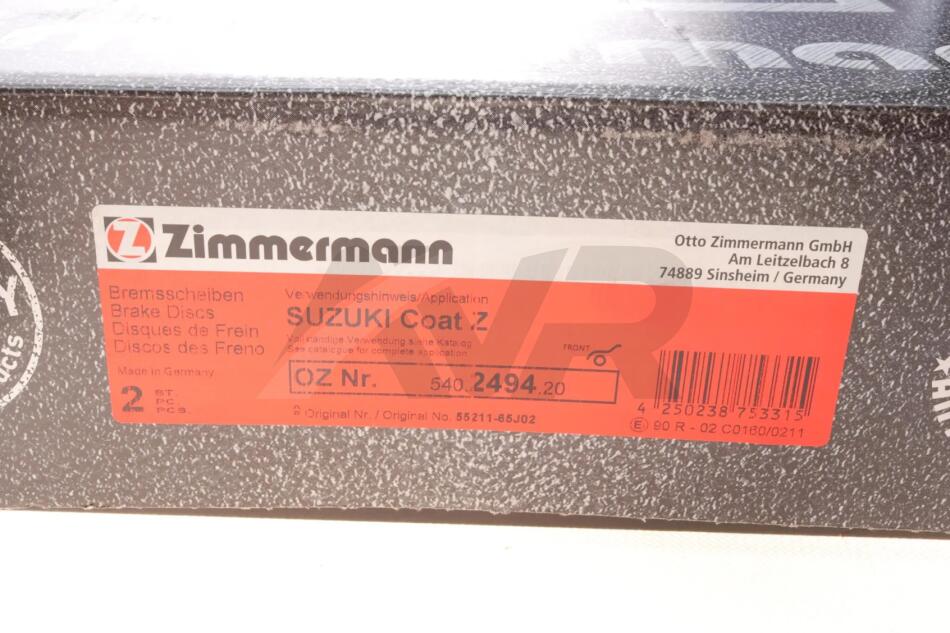 Zimmermann
Otto Zimmermann GmbH
Am Leitzelbach 8
74889 Sinsheim / Germany
Bremsscheiben
Brake Discs
Disques de Frein
Discos des Freno
Made in Germany
2 ST.
PC.
PCS.
Verwendungshinweis/Application
SUZUKI Coat Z
Vollständige Verwendung siehe Katalog
See catalogue for complete application
FRONT
OZ Nr. 540.2494.20
Original Nr. / Original No. 55211-65J02
4 250238 753315
E 90 R - 02 C0160/0211